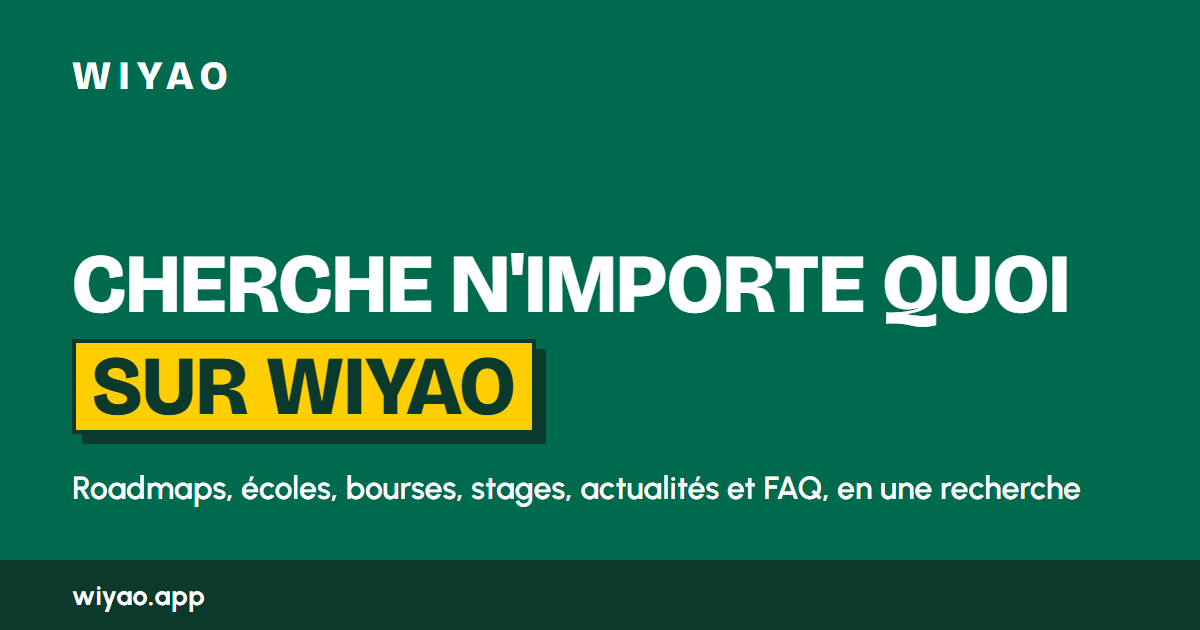 WIYAO
CHERCHE N'IMPORTE QUOI
SUR WIYAO
Roadmaps, écoles, bourses, stages, actualités et FAQ, en une recherche
wiyao.app